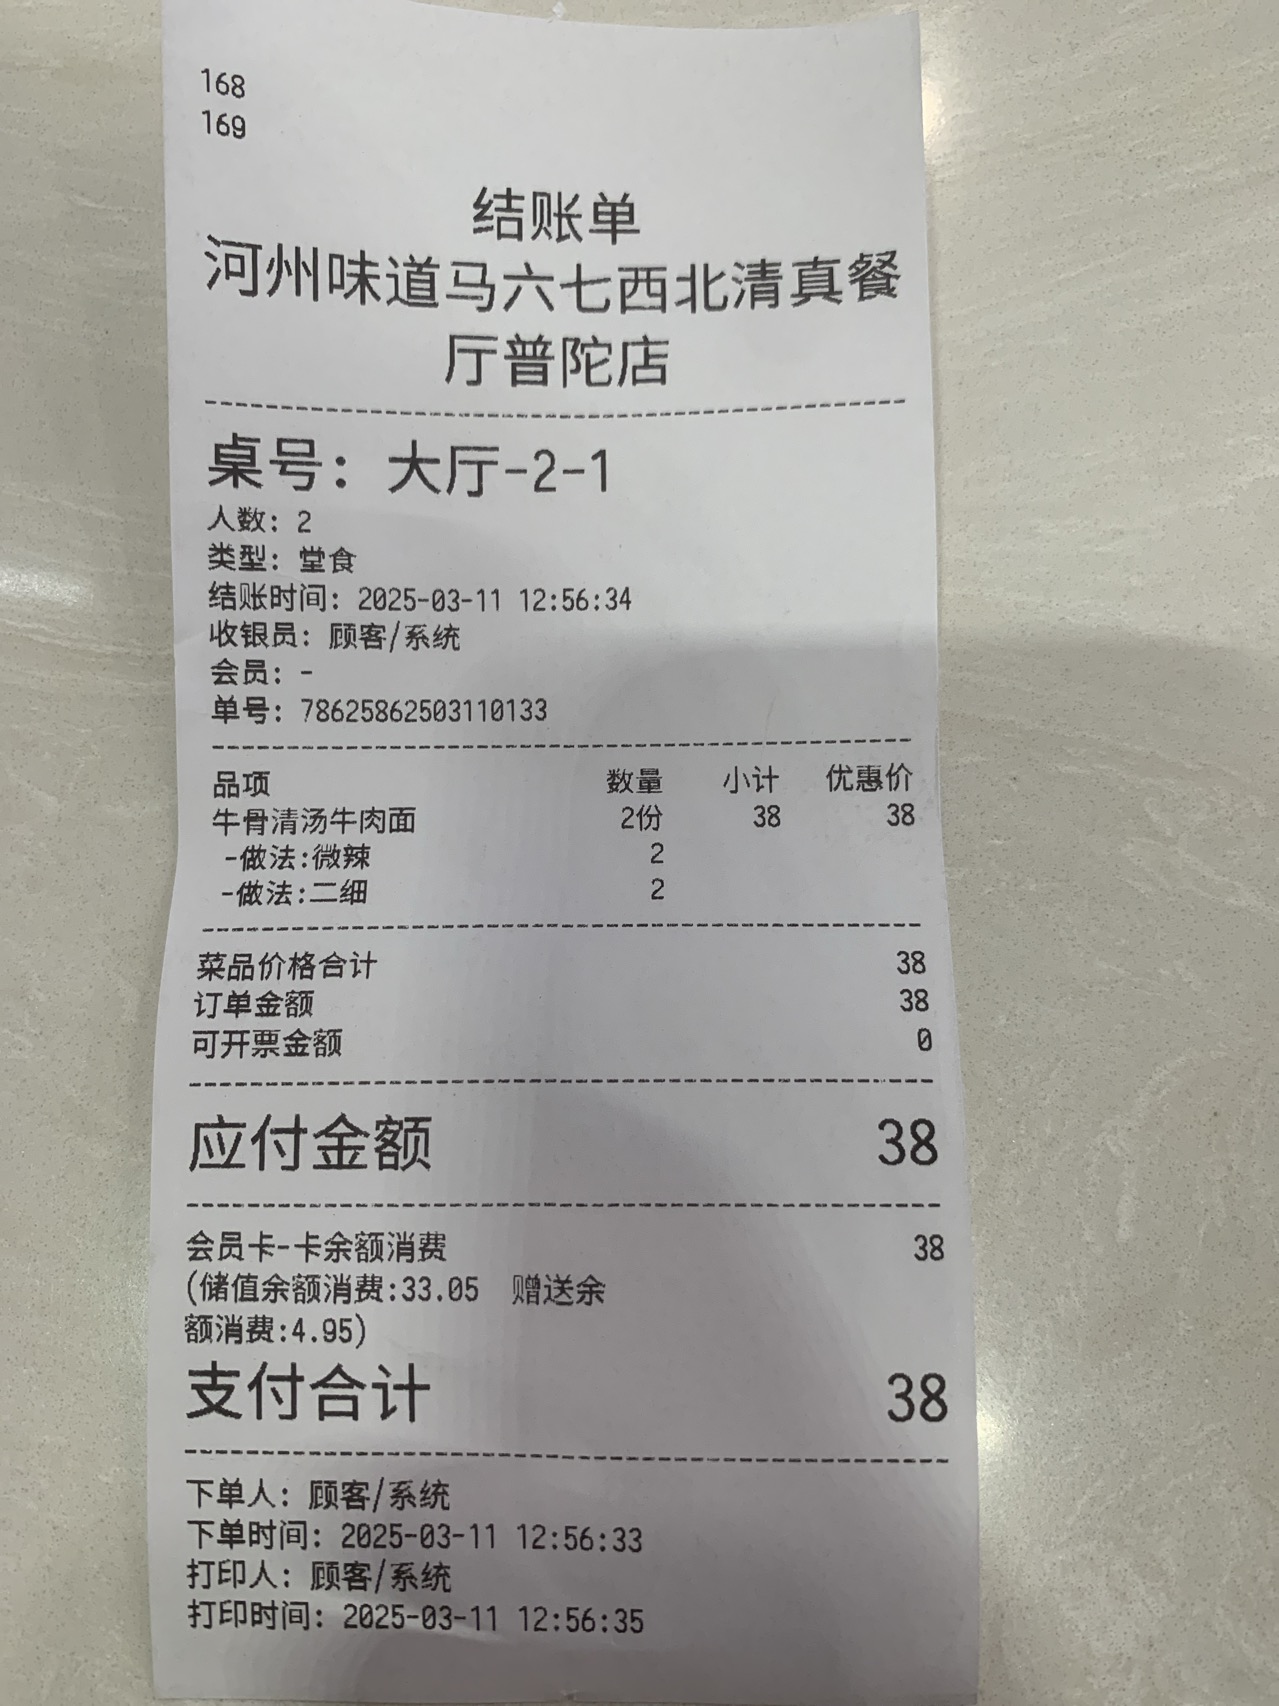 168
169
结账单
河州味道马六七西北清真餐
厅普陀店
桌号：大厅-2-1
人数：2
类型：堂食
结账时间：2025-03-11 12:56:34
收银员：顾客/系统
会员：-
单号：78625862503110133
品项 数量 小计 优惠价
牛骨清汤牛肉面 2份 38 38
-做法:微辣 2
-做法:二细 2
菜品价格合计 38
订单金额 38
可开票金额 0
应付金额 38
会员卡-卡余额消费 38
(储值余额消费:33.05 赠送余
额消费:4.95)
支付合计 38
下单人：顾客/系统
下单时间：2025-03-11 12:56:33
打印人：顾客/系统
打印时间：2025-03-11 12:56:35